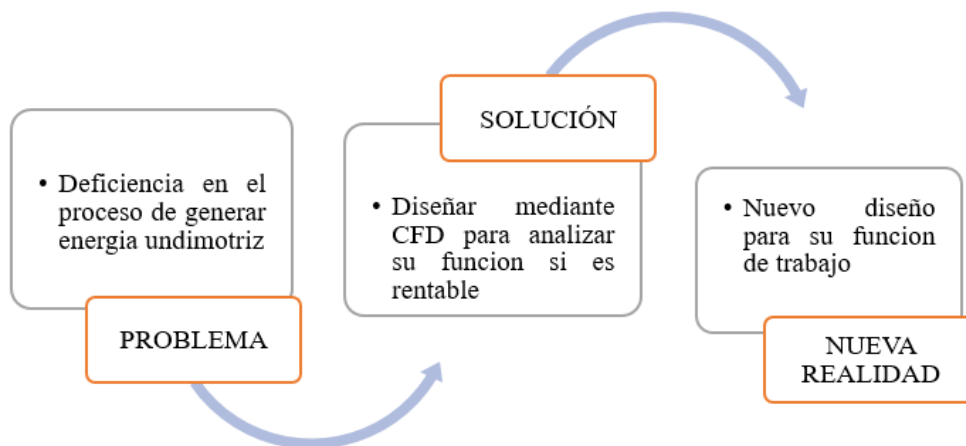 • Deficiencia en el
proceso de generar
energia undimotriz
PROBLEMA
SOLUCIÓN
• Diseñar mediante
CFD para analizar
su funcion si es
rentable
• Nuevo diseño
para su funcion
de trabajo
NUEVA
REALIDAD